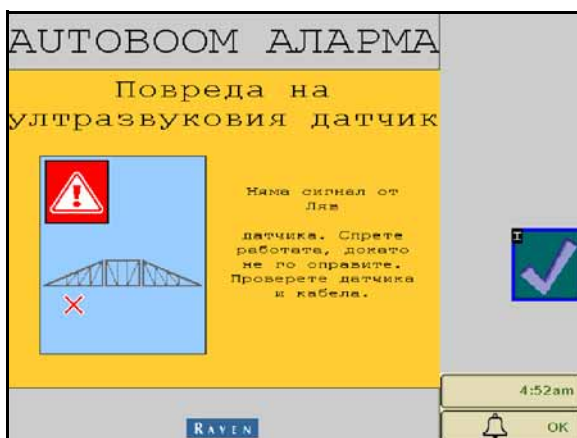 AUTOBOOM АЛАРМА
Повреда на
ултразвуковия датчик
Няма сигнал от
Ляв
датчика. Спрете
работата, докато
не го оправите.
Проверете датчика
и кабела.
I
4:52am
RAVEN
OK